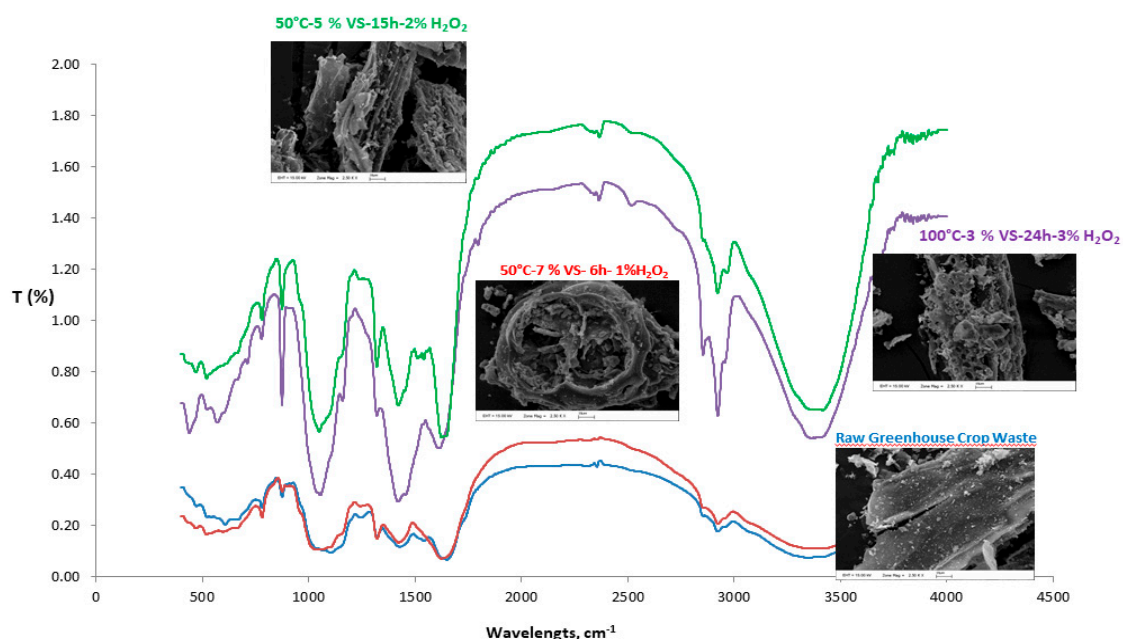 50°C-5 % VS-15h-2% H₂O₂
2.00
1.80
1.60
1.40
1.20
1.00
0.80
0.60
0.40
0.20
0.00
T (%)
100°C-3 % VS-24h-3% H₂O₂
50°C-7 % VS- 6h- 1%H₂O₂
Raw Greenhouse Crop Waste
0 500 1000 1500 2000 2500 3000 3500 4000 4500
Wavelengts, cm⁻¹